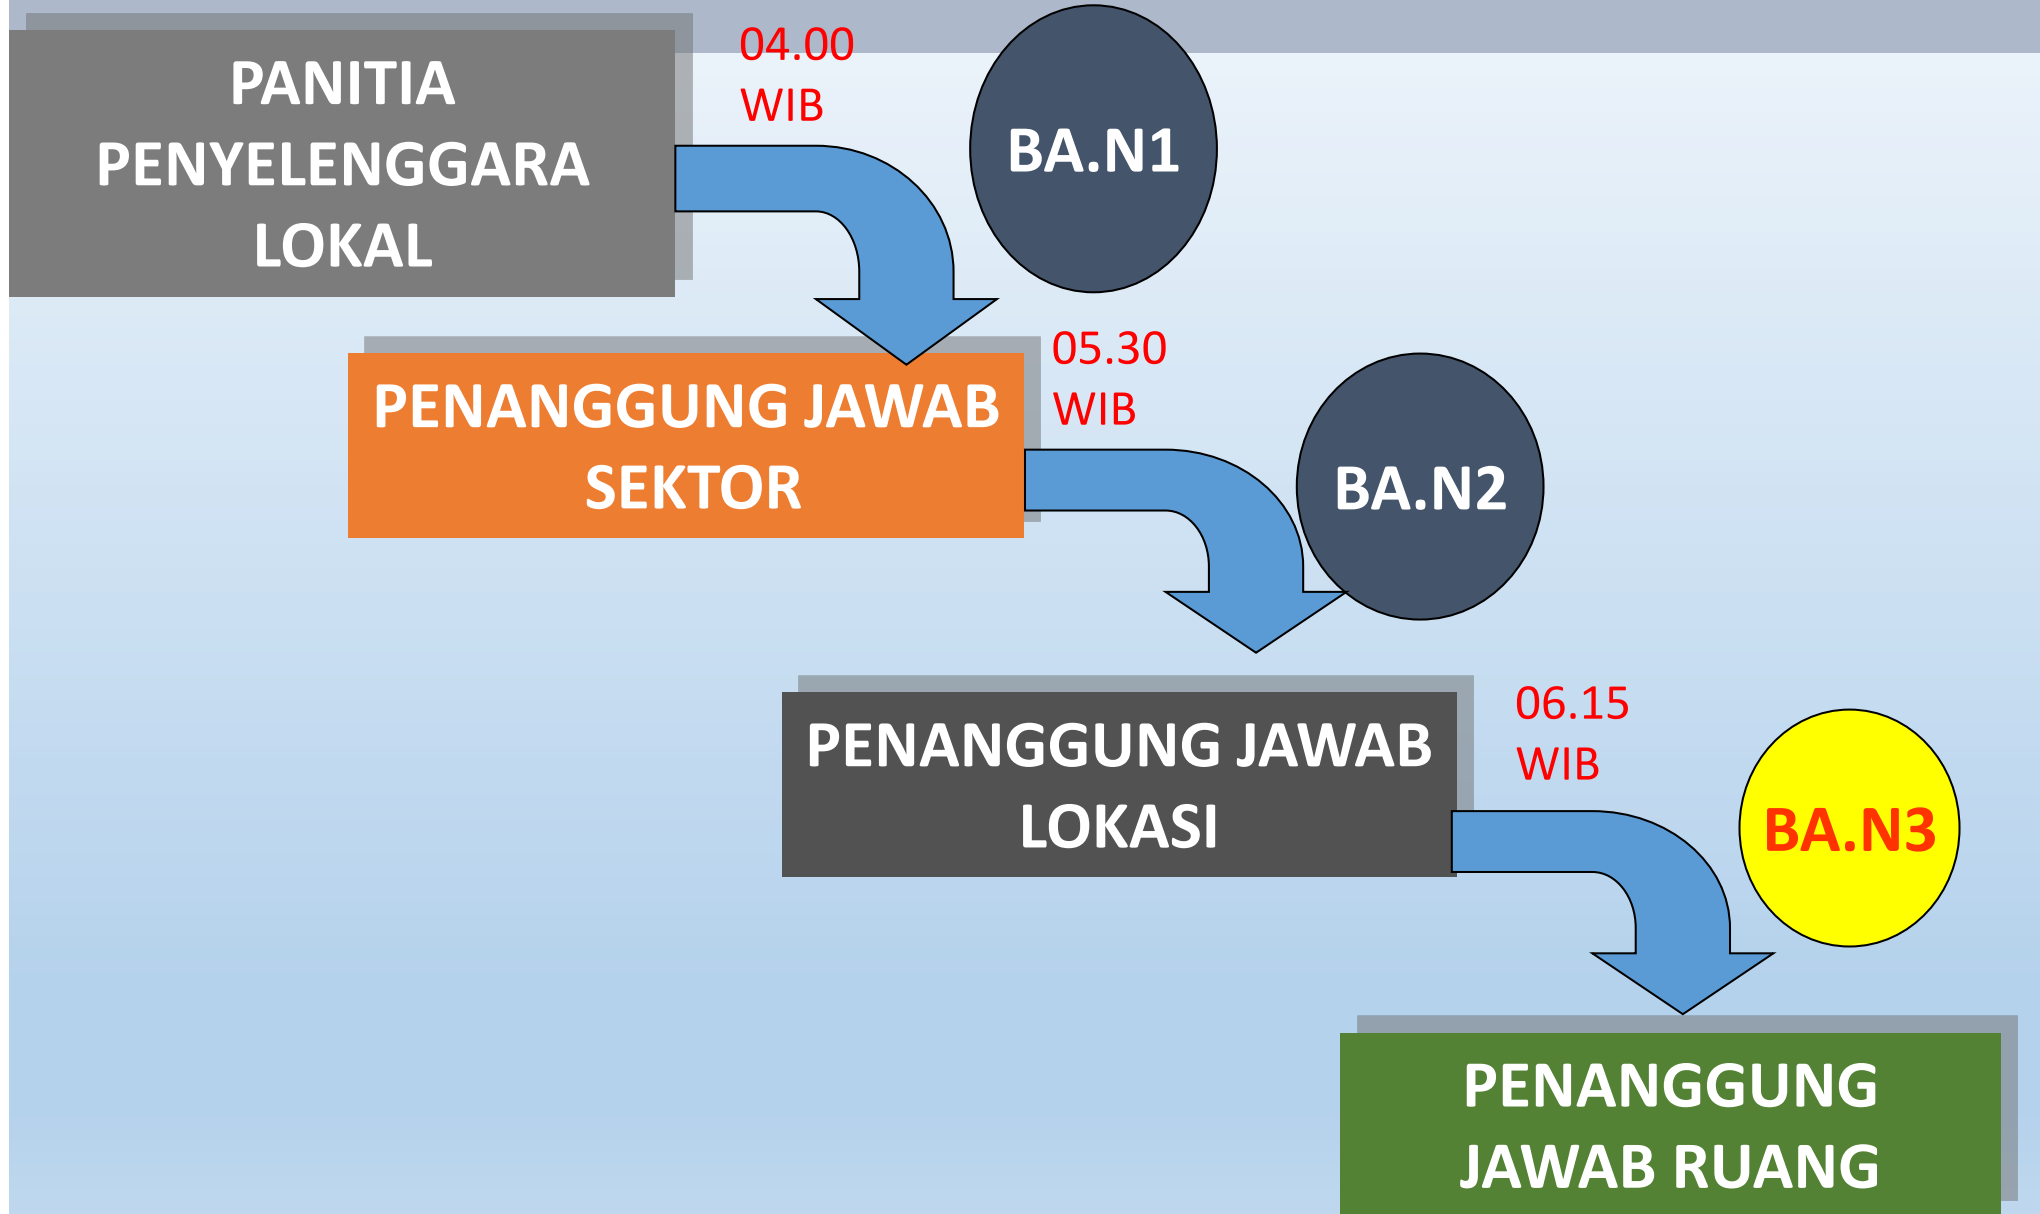 PANITIA
PENYELENGGARA
LOKAL
04.00
WIB
BA.N1
PENANGGUNG JAWAB
SEKTOR
05.30
WIB
BA.N2
PENANGGUNG JAWAB
LOKASI
06.15
WIB
BA.N3
PENANGGUNG
JAWAB RUANG